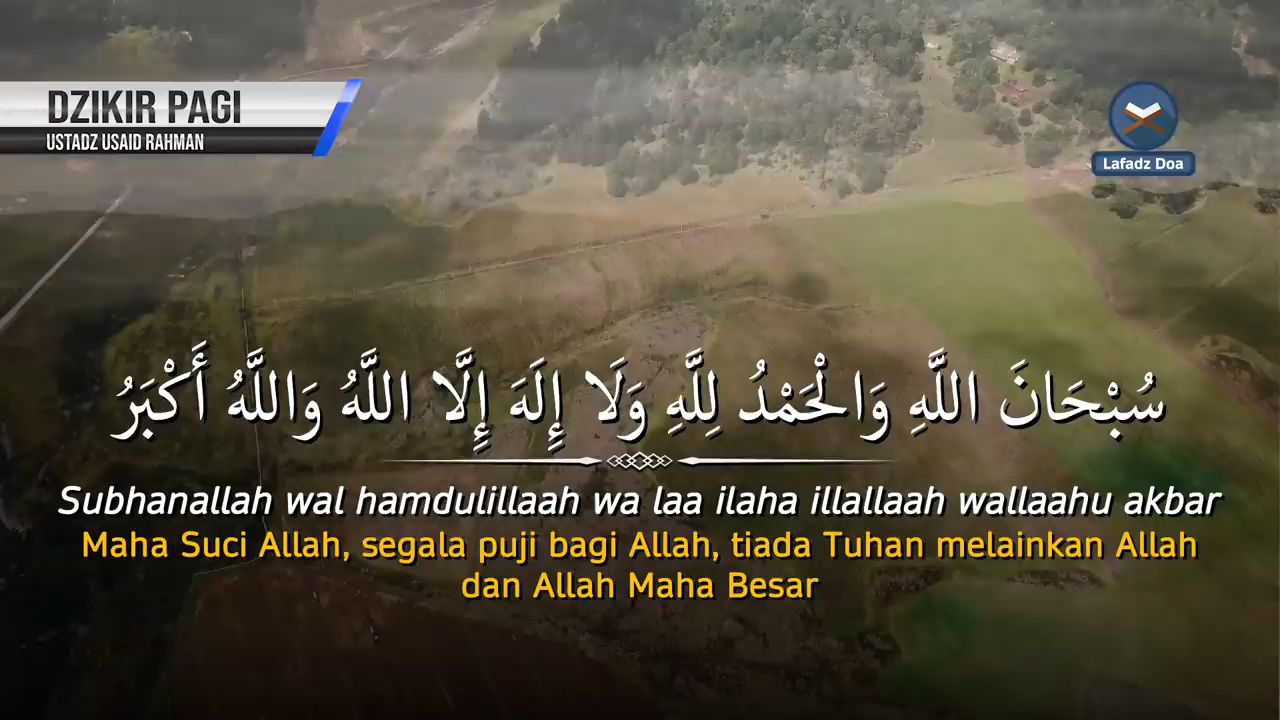 DZIKIR PAGI
USTADZ USAID RAHMAN
Lafadz Doa
سُبْحَانَ اللَّهِ وَالْحَمْدُ لِلَّهِ وَلَا إِلَهَ إِلَّا اللَّهُ وَاللَّهُ أَكْبَرُ
Subhanallah wal hamdulillaah wa laa ilaha illallaah wallaahu akbar
Maha Suci Allah, segala puji bagi Allah, tiada Tuhan melainkan Allah
dan Allah Maha Besar